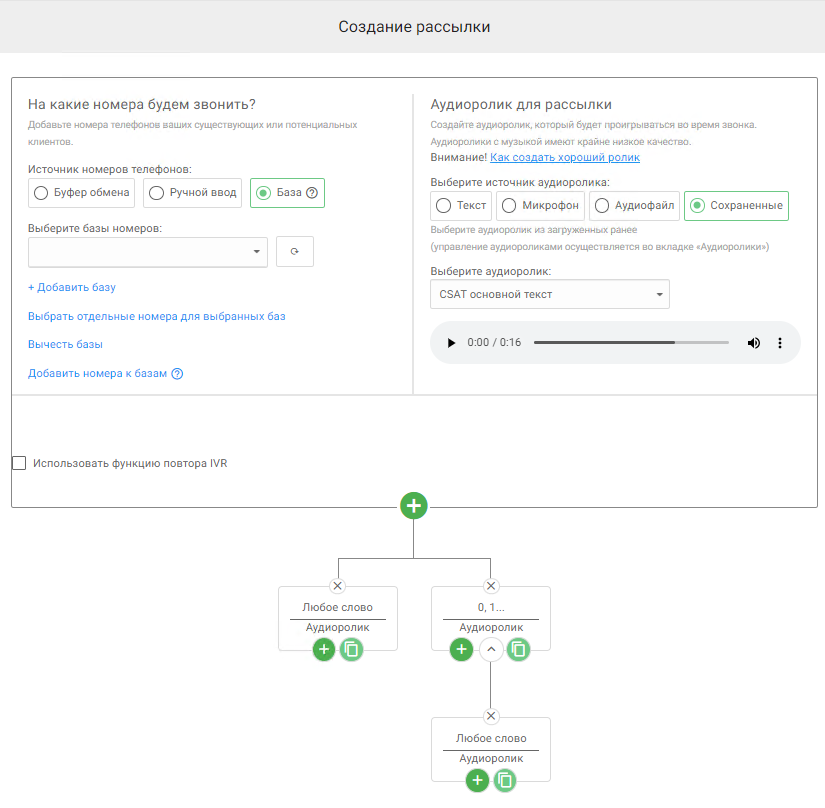 Создание рассылки
На какие номера будем звонить?
Добавьте номера телефонов ваших существующих или потенциальных
клиентов.
Источник номеров телефонов:
Буфер обмена
Ручной ввод
База
Выберите базы номеров:
+ Добавить базу
Выбрать отдельные номера для выбранных баз
Вычесть базы
Добавить номера к базам
Аудиоролик для рассылки
Создайте аудиоролик, который будет проигрываться во время звонка.
Аудиоролики с музыкой имеют крайне низкое качество.
Внимание! Как создать хороший ролик
Выберите источник аудиоролика:
Текст
Микрофон
Аудиофайл
Сохраненные
Выберите аудиоролик из загруженных ранее
(управление аудиороликами осуществляется во вкладке «Аудиоролики»)
Выберите аудиоролик:
CSAT основной текст
0:00 / 0:16
Использовать функцию повтора IVR
Любое слово
Аудиоролик
0, 1...
Аудиоролик
Любое слово
Аудиоролик